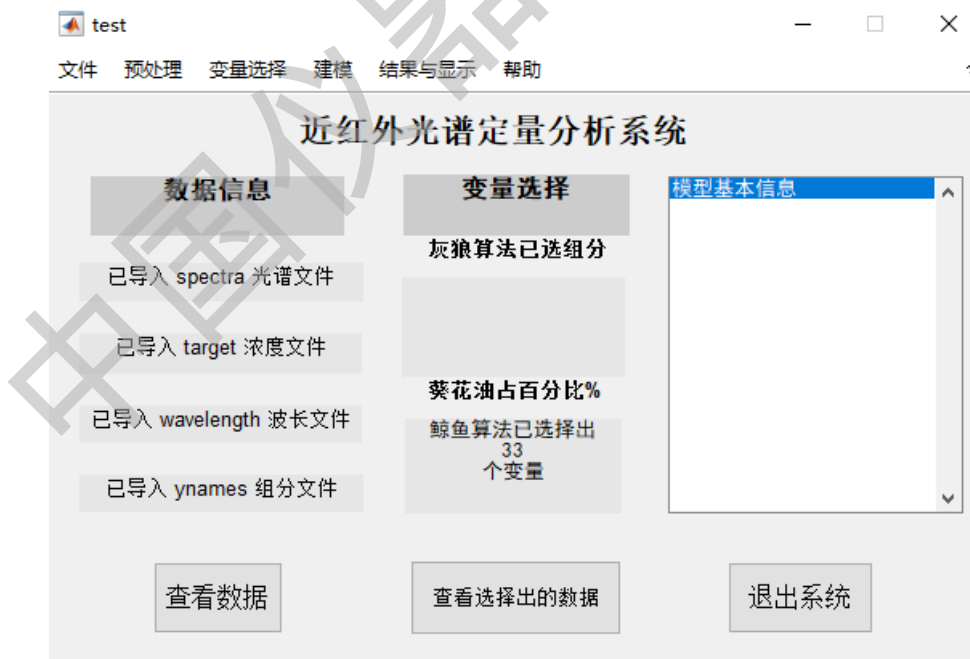 test
文件 预处理 变量选择 建模 结果与显示 帮助
近红外光谱定量分析系统
数据信息
已导入 spectra 光谱文件
已导入 target 浓度文件
已导入 wavelength 波长文件
已导入 ynames 组分文件
查看数据
变量选择
灰狼算法已选组分
葵花油占百分比%
鲸鱼算法已选择出
33
个变量
查看选择出的数据
模型基本信息
退出系统
中国仪器